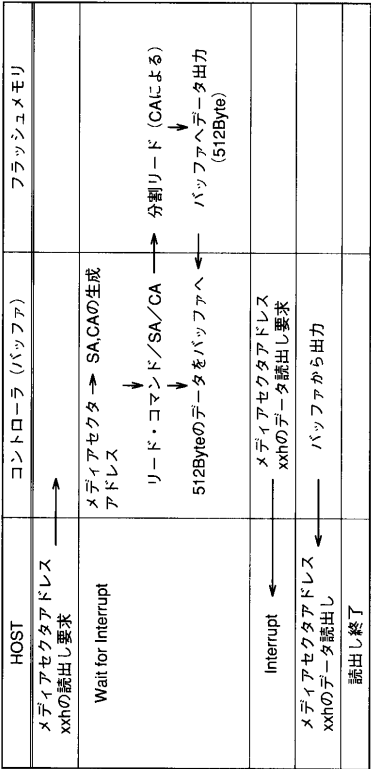 HOST
コントローラ (バッファ)
フラッシュメモリ
メディアセクタアドレス
xxhの読出し要求
Wait for Interrupt
メディアセクタ → SA,CAの生成
アドレス
リード・コマンド/SA/CA
分割リード (CAによる)
512Byteのデータをバッファへ
バッファへデータ出力
(512Byte)
Interrupt
メディアセクタアドレス
xxhのデータ読出し要求
メディアセクタアドレス
xxhのデータ読出し
バッファから出力
読出し終了